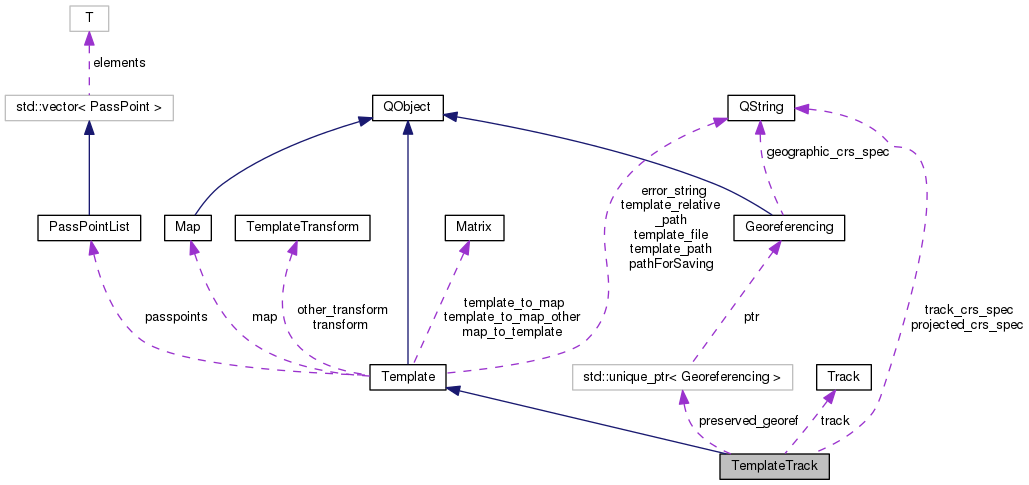 T
elements
std::vector< PassPoint >
QObject
QString
geographic_crs_spec
error_string
template_relative
_path
template_file
template_path
pathForSaving
PassPointList
Map
TemplateTransform
Matrix
Georeferencing
passpoints
map
other_transform
transform
template_to_map
template_to_map_other
map_to_template
ptr
track_crs_spec
projected_crs_spec
Template
std::unique_ptr< Georeferencing >
Track
preserved_georef
track
TemplateTrack